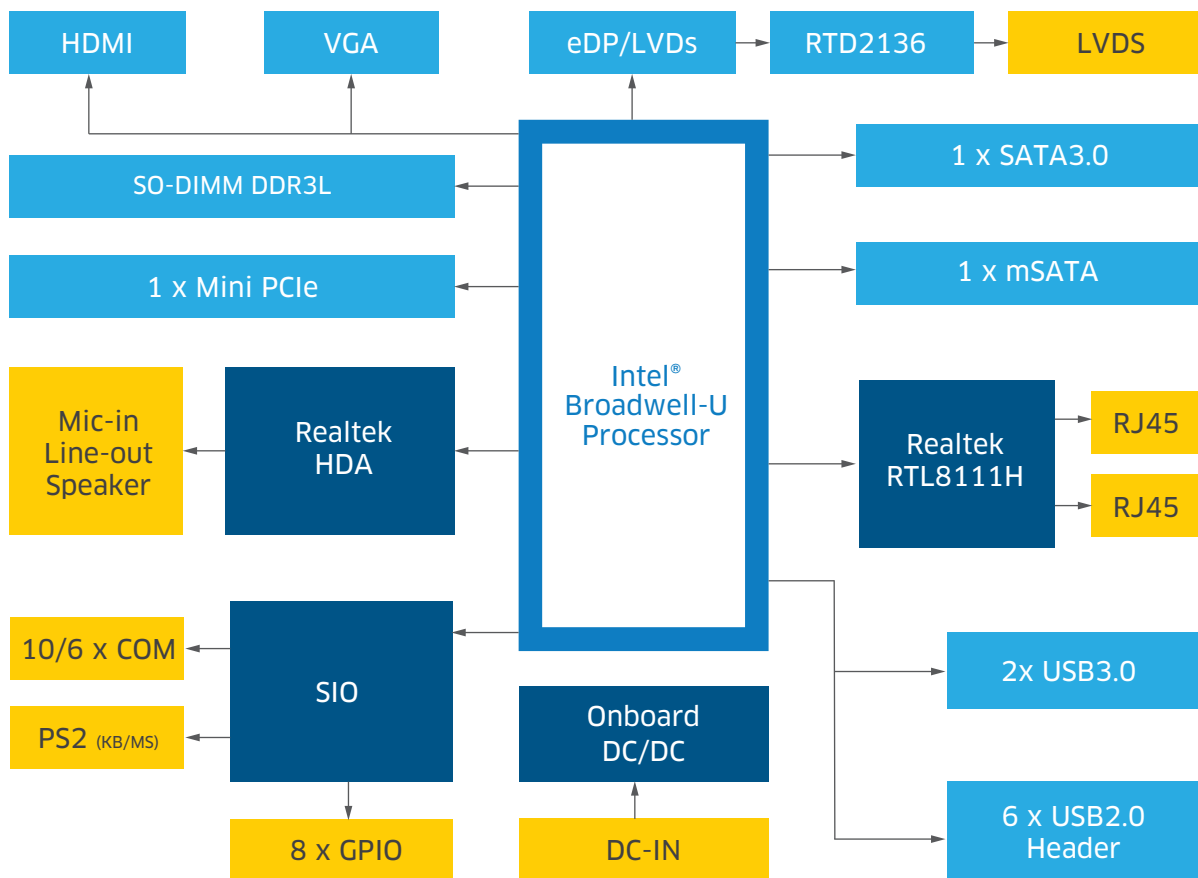 HDMI
VGA
eDP/LVDs
RTD2136
LVDS
SO-DIMM DDR3L
1 x SATA3.0
1 x Mini PCIe
1 x mSATA
Intel®
Broadwell-U
Processor
Mic-in
Line-out
Speaker
Realtek
HDA
Realtek
RTL8111H
RJ45
RJ45
10/6 x COM
PS2 (KB/MS)
SIO
8 x GPIO
Onboard
DC/DC
DC-IN
2x USB3.0
6 x USB2.0
Header